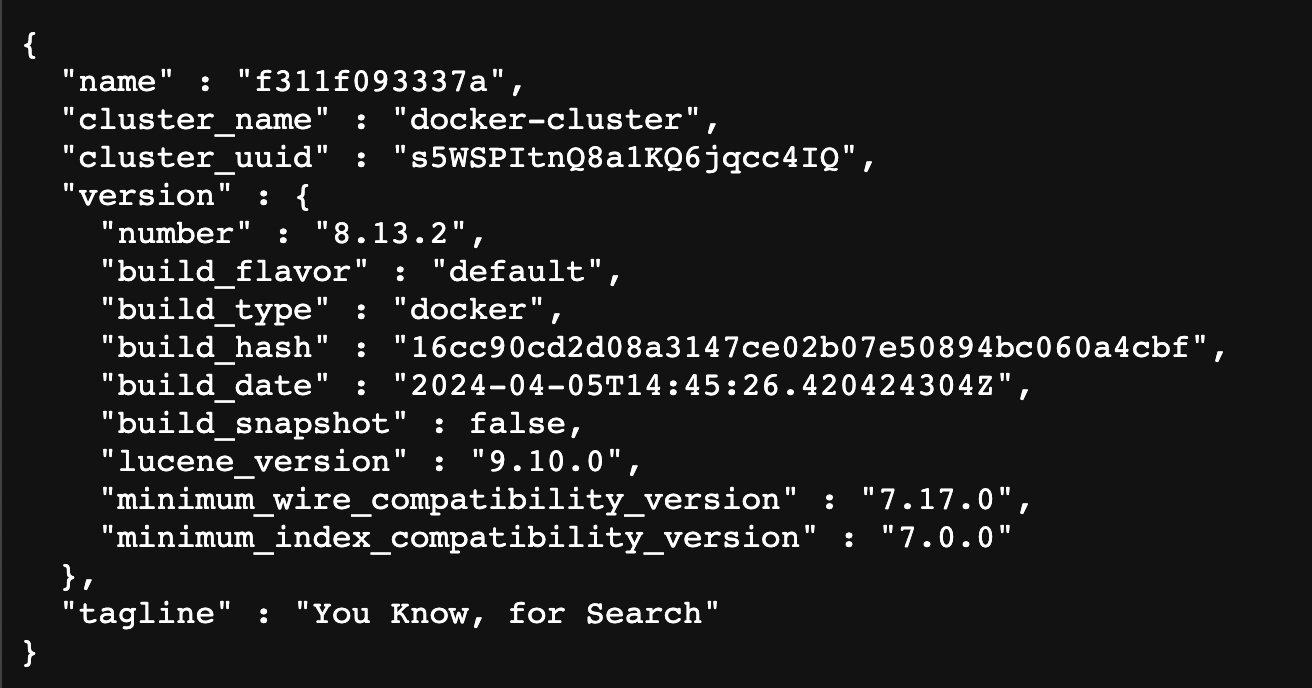 {
  "name" : "f311f093337a",
  "cluster_name" : "docker-cluster",
  "cluster_uuid" : "s5WSPItnQ8a1KQ6jqcc4IQ",
  "version" : {
    "number" : "8.13.2",
    "build_flavor" : "default",
    "build_type" : "docker",
    "build_hash" : "16cc90cd2d08a3147ce02b07e50894bc060a4cbf",
    "build_date" : "2024-04-05T14:45:26.420424304Z",
    "build_snapshot" : false,
    "lucene_version" : "9.10.0",
    "minimum_wire_compatibility_version" : "7.17.0",
    "minimum_index_compatibility_version" : "7.0.0"
  },
  "tagline" : "You Know, for Search"
}